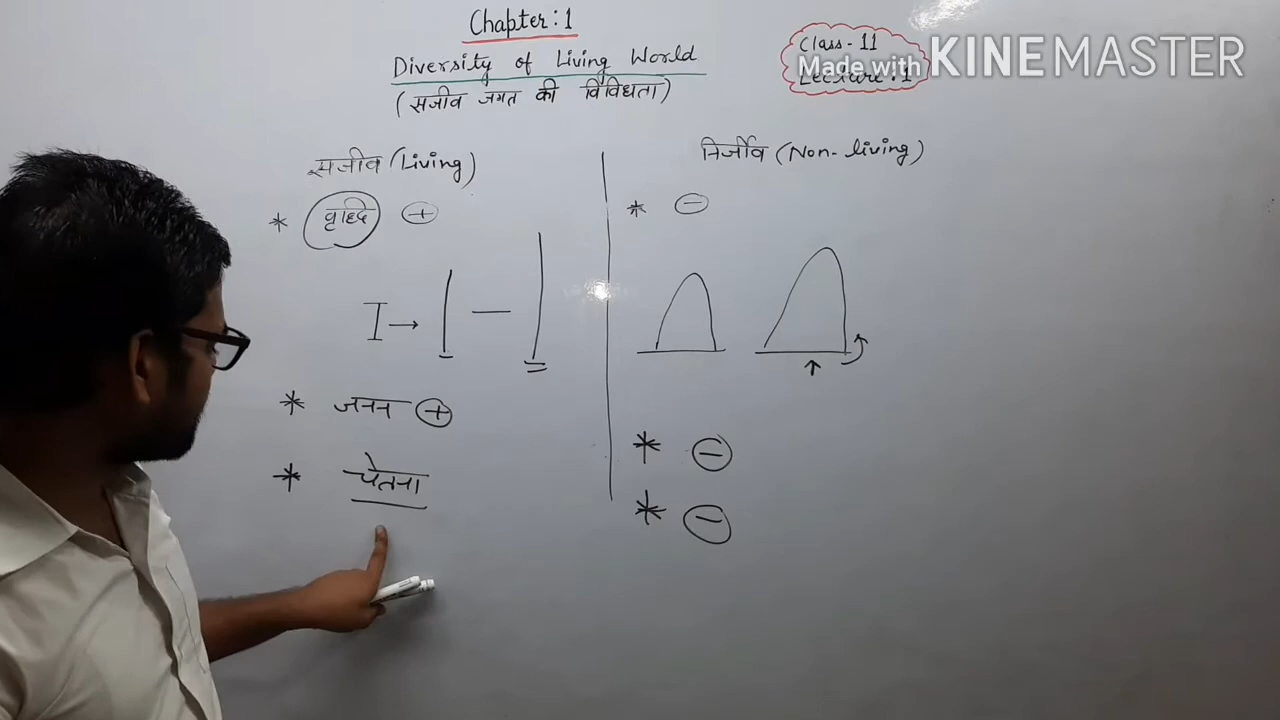 Chapter: 1
Diversity of Living World
(सजीव जगत की विविधता)
Class-11
Lecture: 1
Made with KINEMASTER
सजीव (Living)
* वृद्धि +
I → | — |
* जनन +
* चेतना
निर्जीव (Non-living)
* −
* −
* −